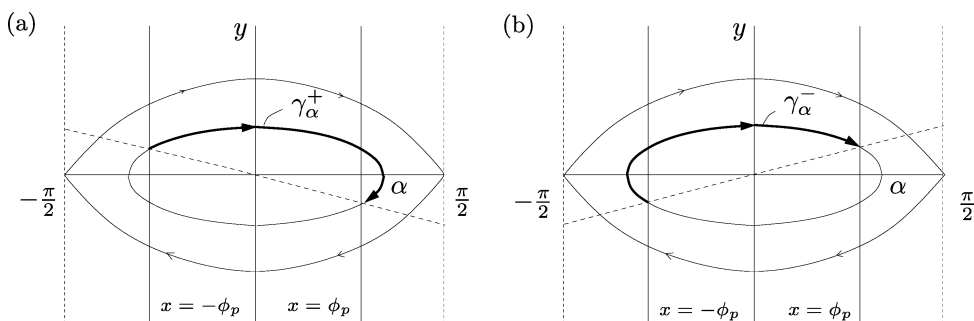 (a)
y
γ_α^+
α
−π/2
π/2
x = −ϕ_p
x = ϕ_p
(b)
y
γ_α^−
α
−π/2
π/2
x = −ϕ_p
x = ϕ_p